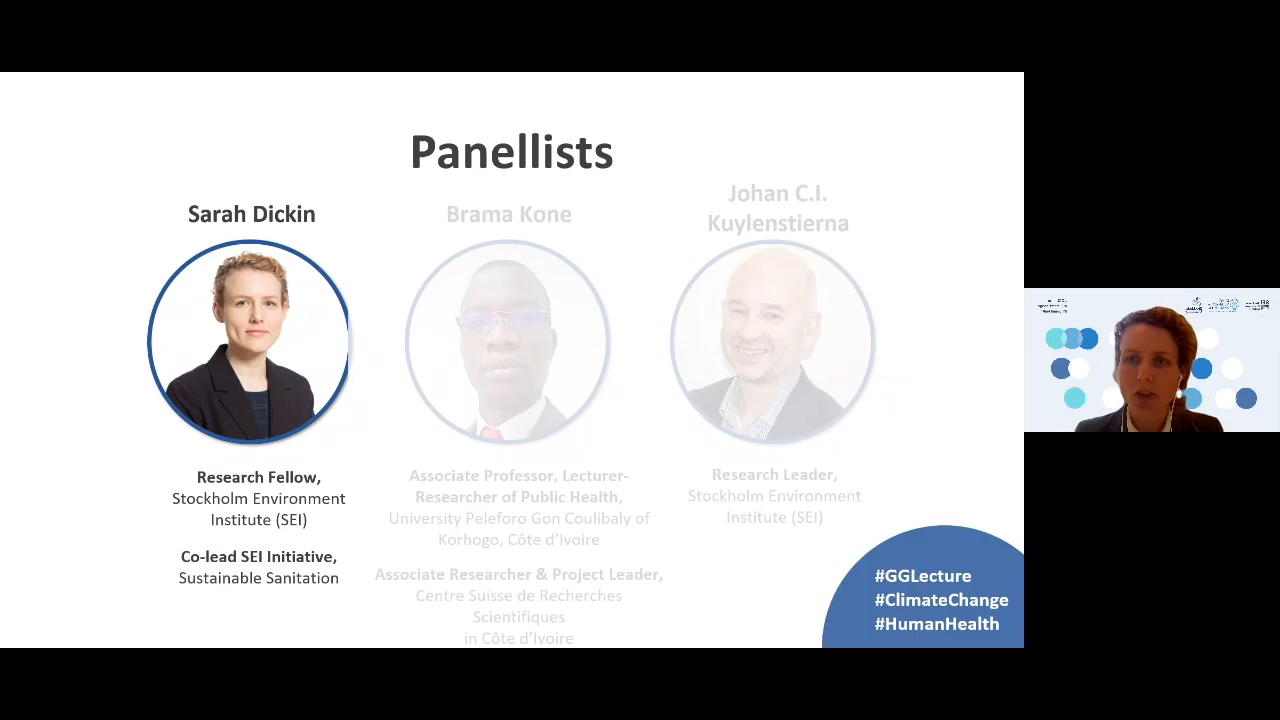 Panellists
Sarah Dickin
Research Fellow,
Stockholm Environment
Institute (SEI)
Co-lead SEI Initiative,
Sustainable Sanitation
Brama Kone
Associate Professor, Lecturer-
Researcher of Public Health,
University Peleforo Gon Coulibaly of
Korhogo, Côte d’Ivoire
Associate Researcher & Project Leader,
Centre Suisse de Recherches
Scientifiques
in Côte d’Ivoire
Johan C.I.
Kuylenstierna
Research Leader,
Stockholm Environment
Institute (SEI)
#GGLecture
#ClimateChange
#HumanHealth